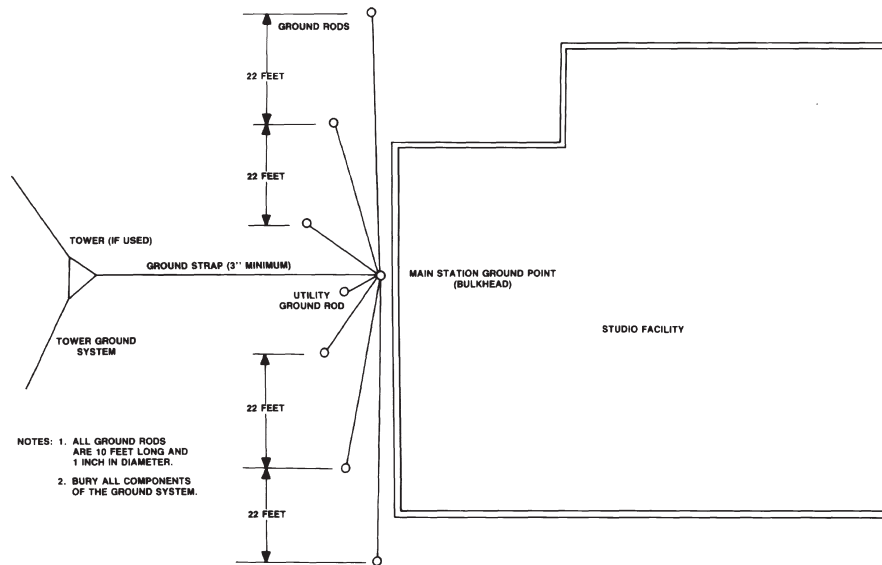 GROUND RODS
22 FEET
22 FEET
TOWER (IF USED)
GROUND STRAP (3'' MINIMUM)
MAIN STATION GROUND POINT
(BULKHEAD)
UTILITY
GROUND ROD
STUDIO FACILITY
TOWER GROUND
SYSTEM
22 FEET
NOTES: 1. ALL GROUND RODS
ARE 10 FEET LONG AND
1 INCH IN DIAMETER.
2. BURY ALL COMPONENTS
OF THE GROUND SYSTEM.
22 FEET